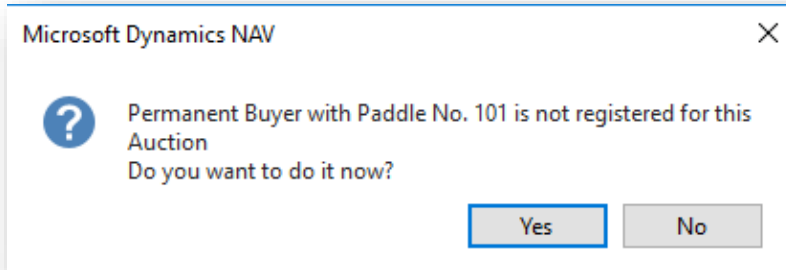 Microsoft Dynamics NAV
Permanent Buyer with Paddle No. 101 is not registered for this
Auction
Do you want to do it now?
Yes No